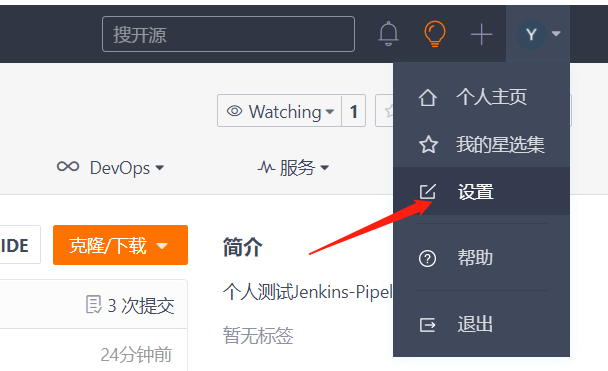 搜开源
Y
Watching
1
个人主页
我的星选集
设置
帮助
退出
DevOps
服务
IDE
克隆/下载
简介
个人测试Jenkins-Pipel
3 次提交
暂无标签
24分钟前